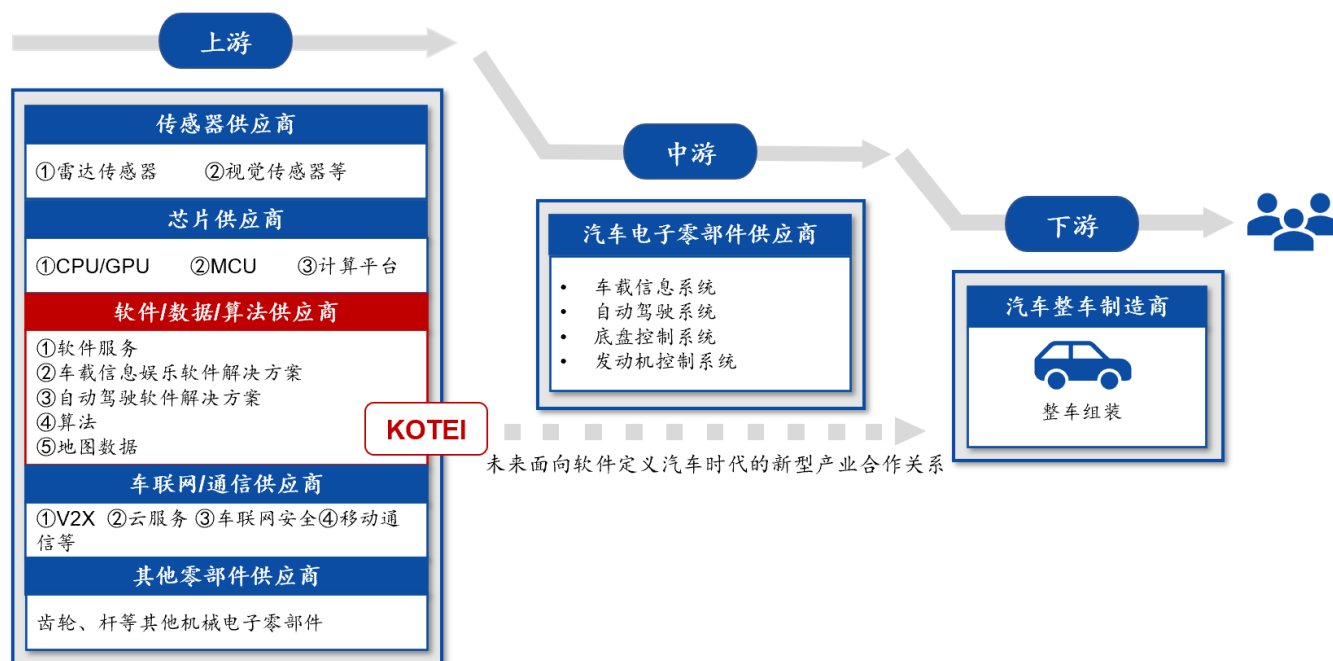 上游
传感器供应商
①雷达传感器 ②视觉传感器等
芯片供应商
①CPU/GPU ②MCU ③计算平台
软件/数据/算法供应商
①软件服务
②车载信息娱乐软件解决方案
③自动驾驶软件解决方案
④算法
⑤地图数据
KOTEI
车联网/通信供应商
①V2X ②云服务 ③车联网安全④移动通
信等
其他零部件供应商
齿轮、杆等其他机械电子零部件
中游
汽车电子零部件供应商
• 车载信息系统
• 自动驾驶系统
• 底盘控制系统
• 发动机控制系统
未来面向软件定义汽车时代的新型产业合作关系
下游
汽车整车制造商
整车组装